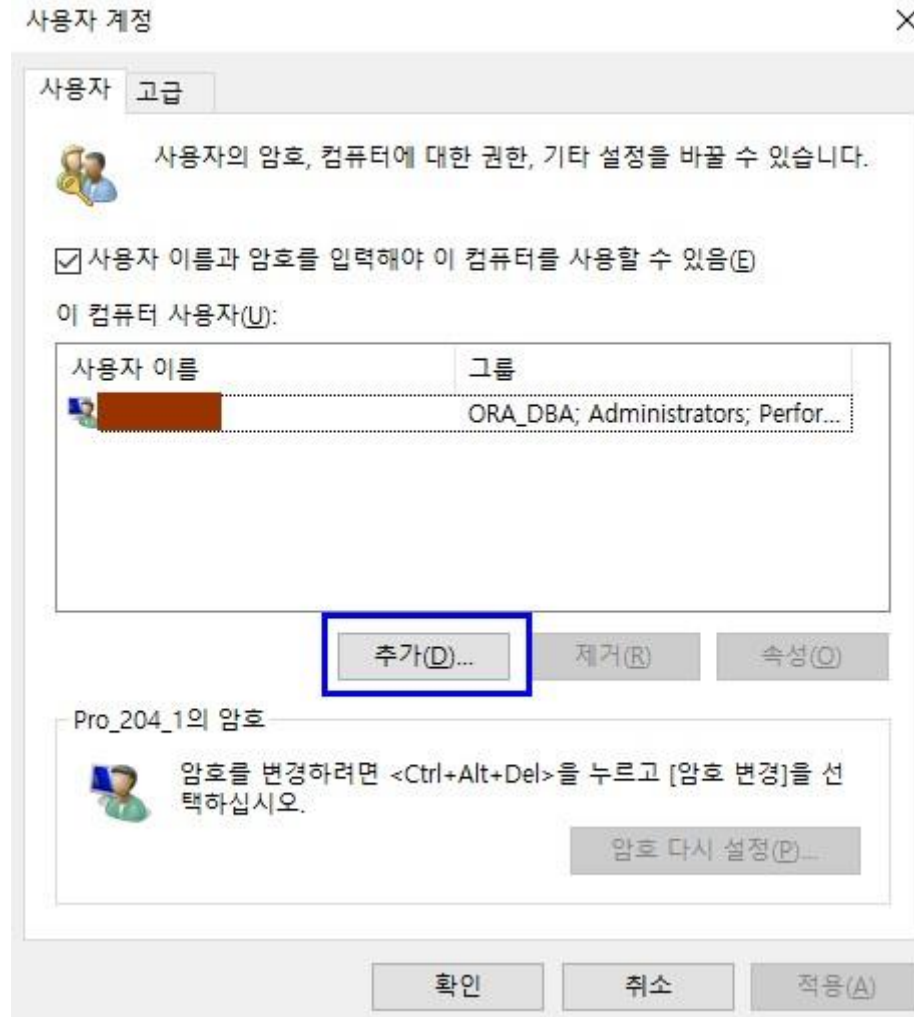 사용자 계정
사용자
고급
사용자의 암호, 컴퓨터에 대한 권한, 기타 설정을 바꿀 수 있습니다.
사용자 이름과 암호를 입력해야 이 컴퓨터를 사용할 수 있음(E)
이 컴퓨터 사용자(U):
사용자 이름 그룹
ORA_DBA; Administrators; Perfor...
추가(D)... 제거(R) 속성(O)
Pro_204_1의 암호
암호를 변경하려면 <Ctrl+Alt+Del>을 누르고 [암호 변경]을 선
택하십시오.
암호 다시 설정(P)...
확인 취소 적용(A)